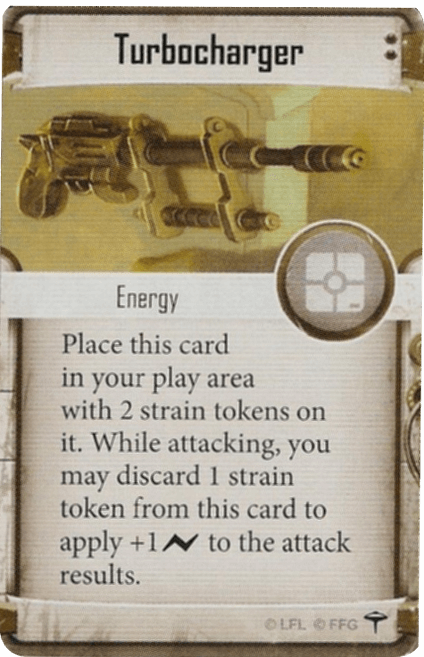 Turbocharger
Energy
Place this card
in your play area
with 2 strain tokens on
it. While attacking, you
may discard 1 strain
token from this card to
apply +1 to the attack
results.
© LFL © FFG